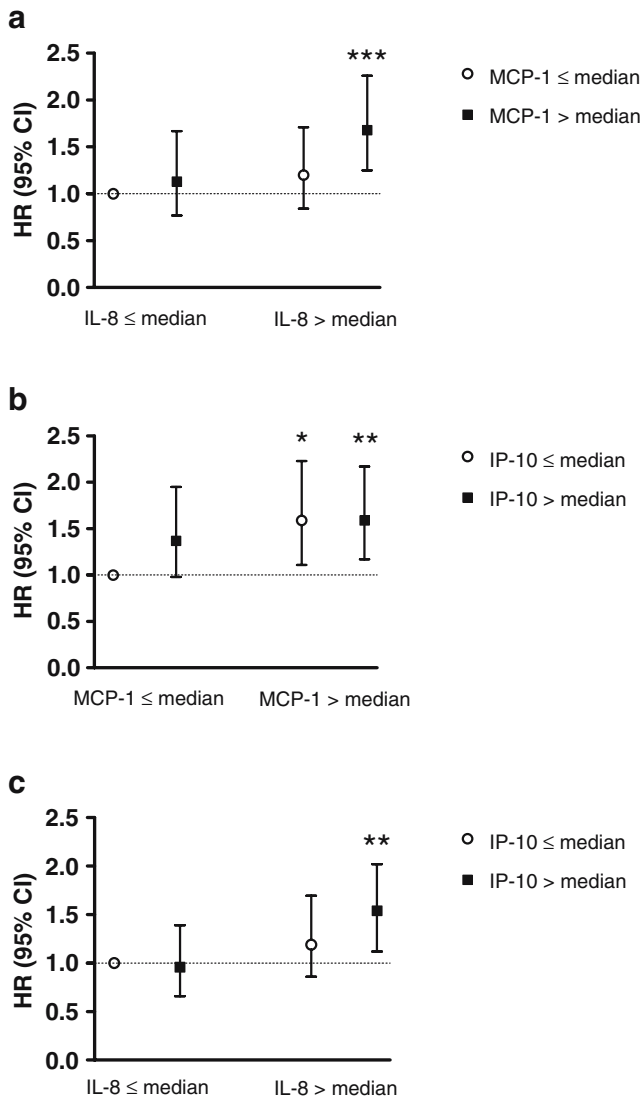 a
HR (95% CI)
2.5
2.0
1.5
1.0
0.5
0.0
***
IL-8 ≤ median
IL-8 > median
MCP-1 ≤ median
MCP-1 > median
b
HR (95% CI)
2.5
2.0
1.5
1.0
0.5
0.0
*
**
MCP-1 ≤ median
MCP-1 > median
IP-10 ≤ median
IP-10 > median
c
HR (95% CI)
2.5
2.0
1.5
1.0
0.5
0.0
**
IL-8 ≤ median
IL-8 > median
IP-10 ≤ median
IP-10 > median